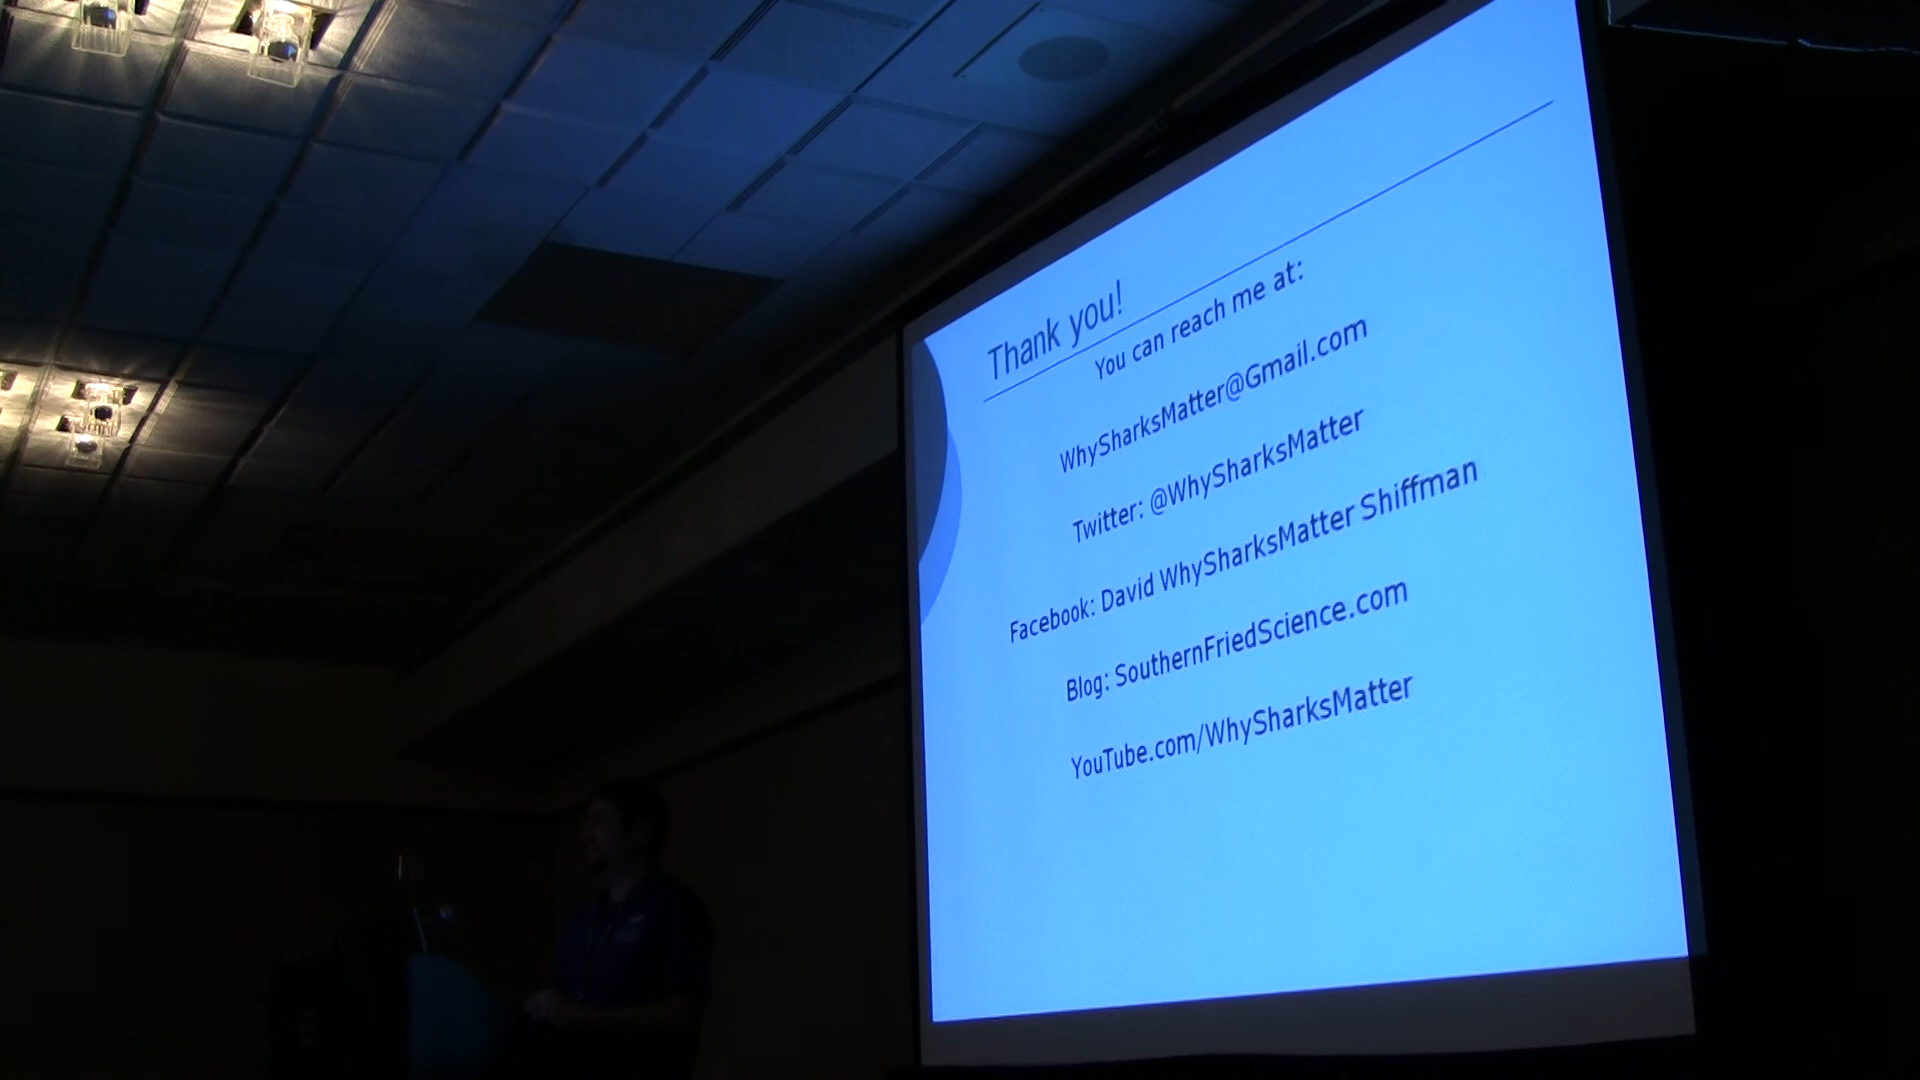 Thank you!
You can reach me at:
WhySharksMatter@Gmail.com
Twitter: @WhySharksMatter
Facebook: David WhySharksMatter Shiffman
Blog: SouthernFriedScience.com
YouTube.com/WhySharksMatter